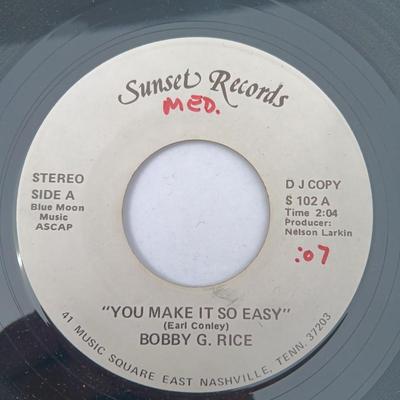 Sunset Records
MED.
STEREO
SIDE A
Blue Moon
Music
ASCAP
D J COPY
S 102 A
Time 2:04
Producer:
Nelson Larkin
:07
"YOU MAKE IT SO EASY"
(Earl Conley)
BOBBY G. RICE
41 MUSIC SQUARE EAST NASHVILLE, TENN. 37203